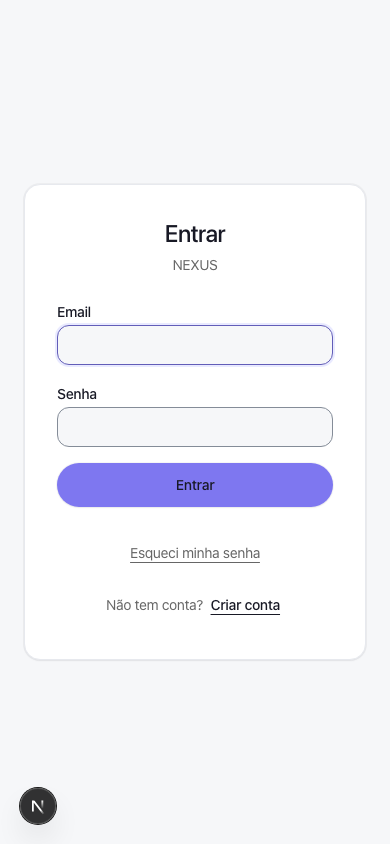 Entrar
NEXUS
Email
Senha
Entrar
Esqueci minha senha
Não tem conta? Criar conta
N